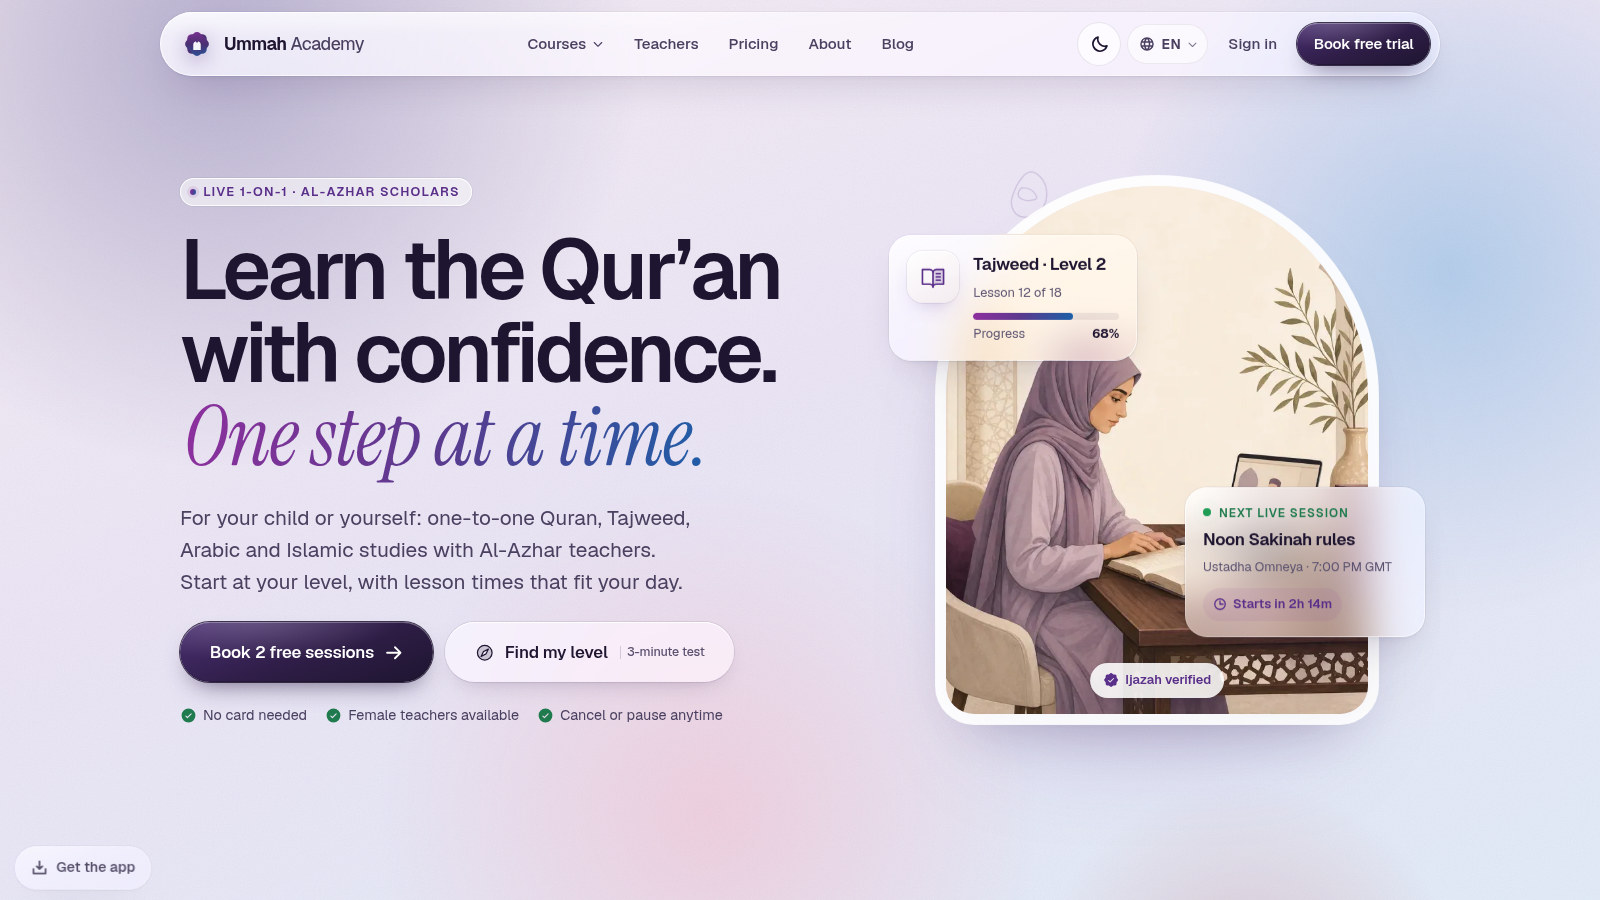 Ummah Academy
Courses
Teachers
Pricing
About
Blog
EN
Sign in
Book free trial
LIVE 1-ON-1 · AL-AZHAR SCHOLARS
Learn the Qur’an
with confidence.
One step at a time.
For your child or yourself: one-to-one Quran, Tajweed,
Arabic and Islamic studies with Al-Azhar teachers.
Start at your level, with lesson times that fit your day.
Book 2 free sessions
Find my level
3-minute test
No card needed
Female teachers available
Cancel or pause anytime
Tajweed · Level 2
Lesson 12 of 18
Progress 68%
NEXT LIVE SESSION
Noon Sakinah rules
Ustadha Omneya · 7:00 PM GMT
Starts in 2h 14m
Ijazah verified
Get the app